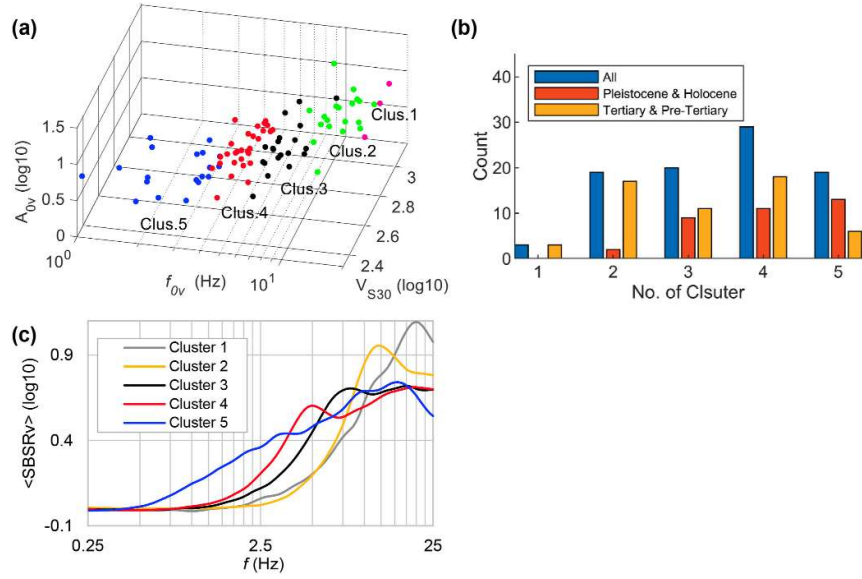 (a)
A0v (log10)
1.5
1
0.5
0
10^0
f0v (Hz)
10^1
VS30 (log10)
2.4
2.6
2.8
3
Clus.1
Clus.2
Clus.3
Clus.4
Clus.5
(b)
Count
40
30
20
10
0
All
Pleistocene & Holocene
Tertiary & Pre-Tertiary
1 2 3 4 5
No. of Clsuter
(c)
<SBSRv> (log10)
0.9
0.4
-0.1
Cluster 1
Cluster 2
Cluster 3
Cluster 4
Cluster 5
0.25 2.5 25
f (Hz)